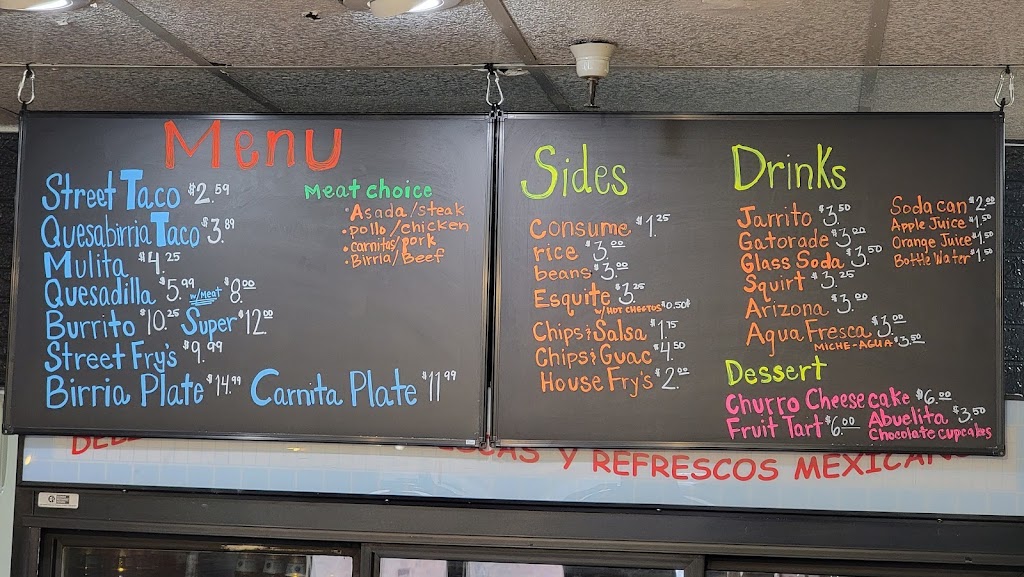 Menu
Street Taco $2.59
Quesabirria Taco $3.89
Mulita $4.25
Quesadilla $5.99 w/Meat $8.00
Burrito $10.25 Super $12.00
Street Fry's $9.99
Birria Plate $14.99 Carnita Plate $11.99
Meat choice
• Asada/steak
• pollo/chicken
• carnitas/pork
• Birria/Beef
Sides
Consume $1.25
rice $3.00
beans $3.00
Esquite $3.25
w/HOT CHEETOS $0.50¢
Chips & Salsa $1.75
Chips & Guac $4.50
House Fry's $2.00
Drinks
Jarrito $3.50
Gatorade $3.00
Glass Soda $3.50
Squirt $3.25
Arizona $3.00
Agua Fresca $3.00
MICHE-AGUA $3.50
Soda can $2.00
Apple Juice $1.50
Orange Juice $1.50
Bottle Water $1.50
Dessert
Churro Cheesecake $6.00
Fruit Tart $6.00
Abuelita $3.50
Chocolate cupcakes
Y REFRESCOS MEXICANO